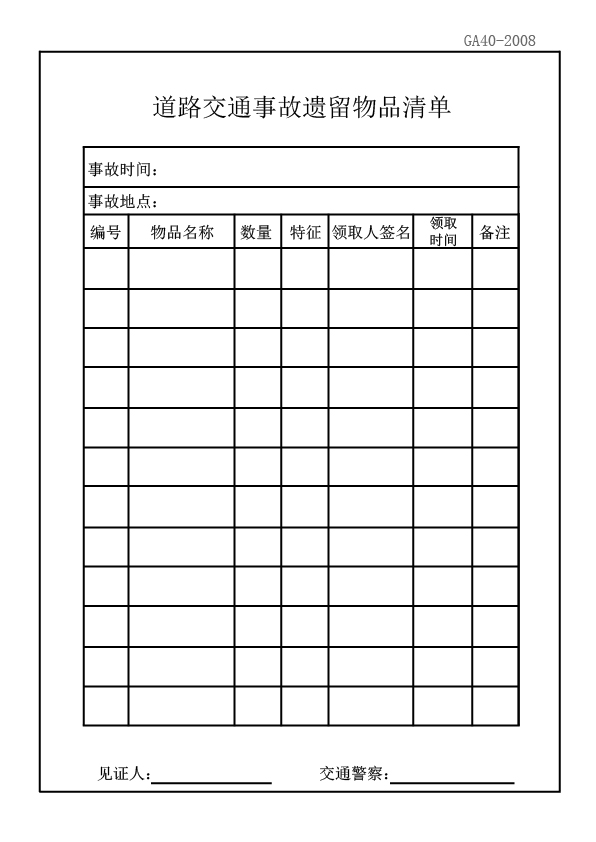 GA40-2008
道路交通事故遗留物品清单
事故时间：
事故地点：
编号 物品名称 数量 特征 领取人签名 领取时间 备注
见证人： 交通警察：